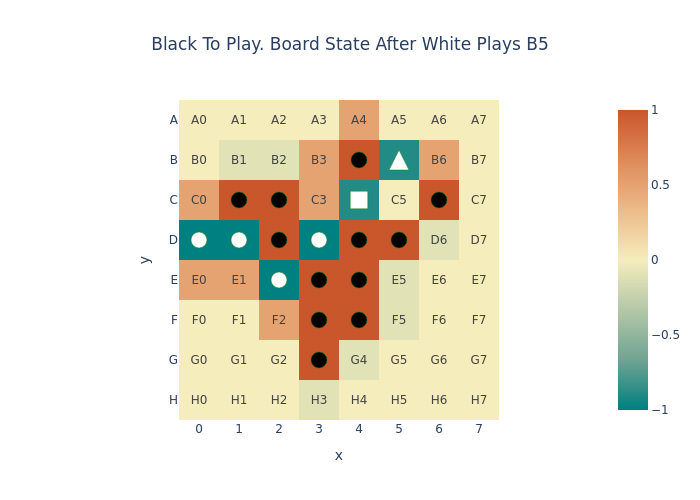 Black To Play. Board State After White Plays B5
A A0 A1 A2 A3 A4 A5 A6 A7
B B0 B1 B2 B3 B6 B7
C C0 C3 C5 C7
D D6 D7
E E0 E1 E5 E6 E7
F F0 F1 F2 F5 F6 F7
G G0 G1 G2 G4 G5 G6 G7
H H0 H1 H2 H3 H4 H5 H6 H7
0 1 2 3 4 5 6 7
x
y
1
0.5
0
−0.5
−1